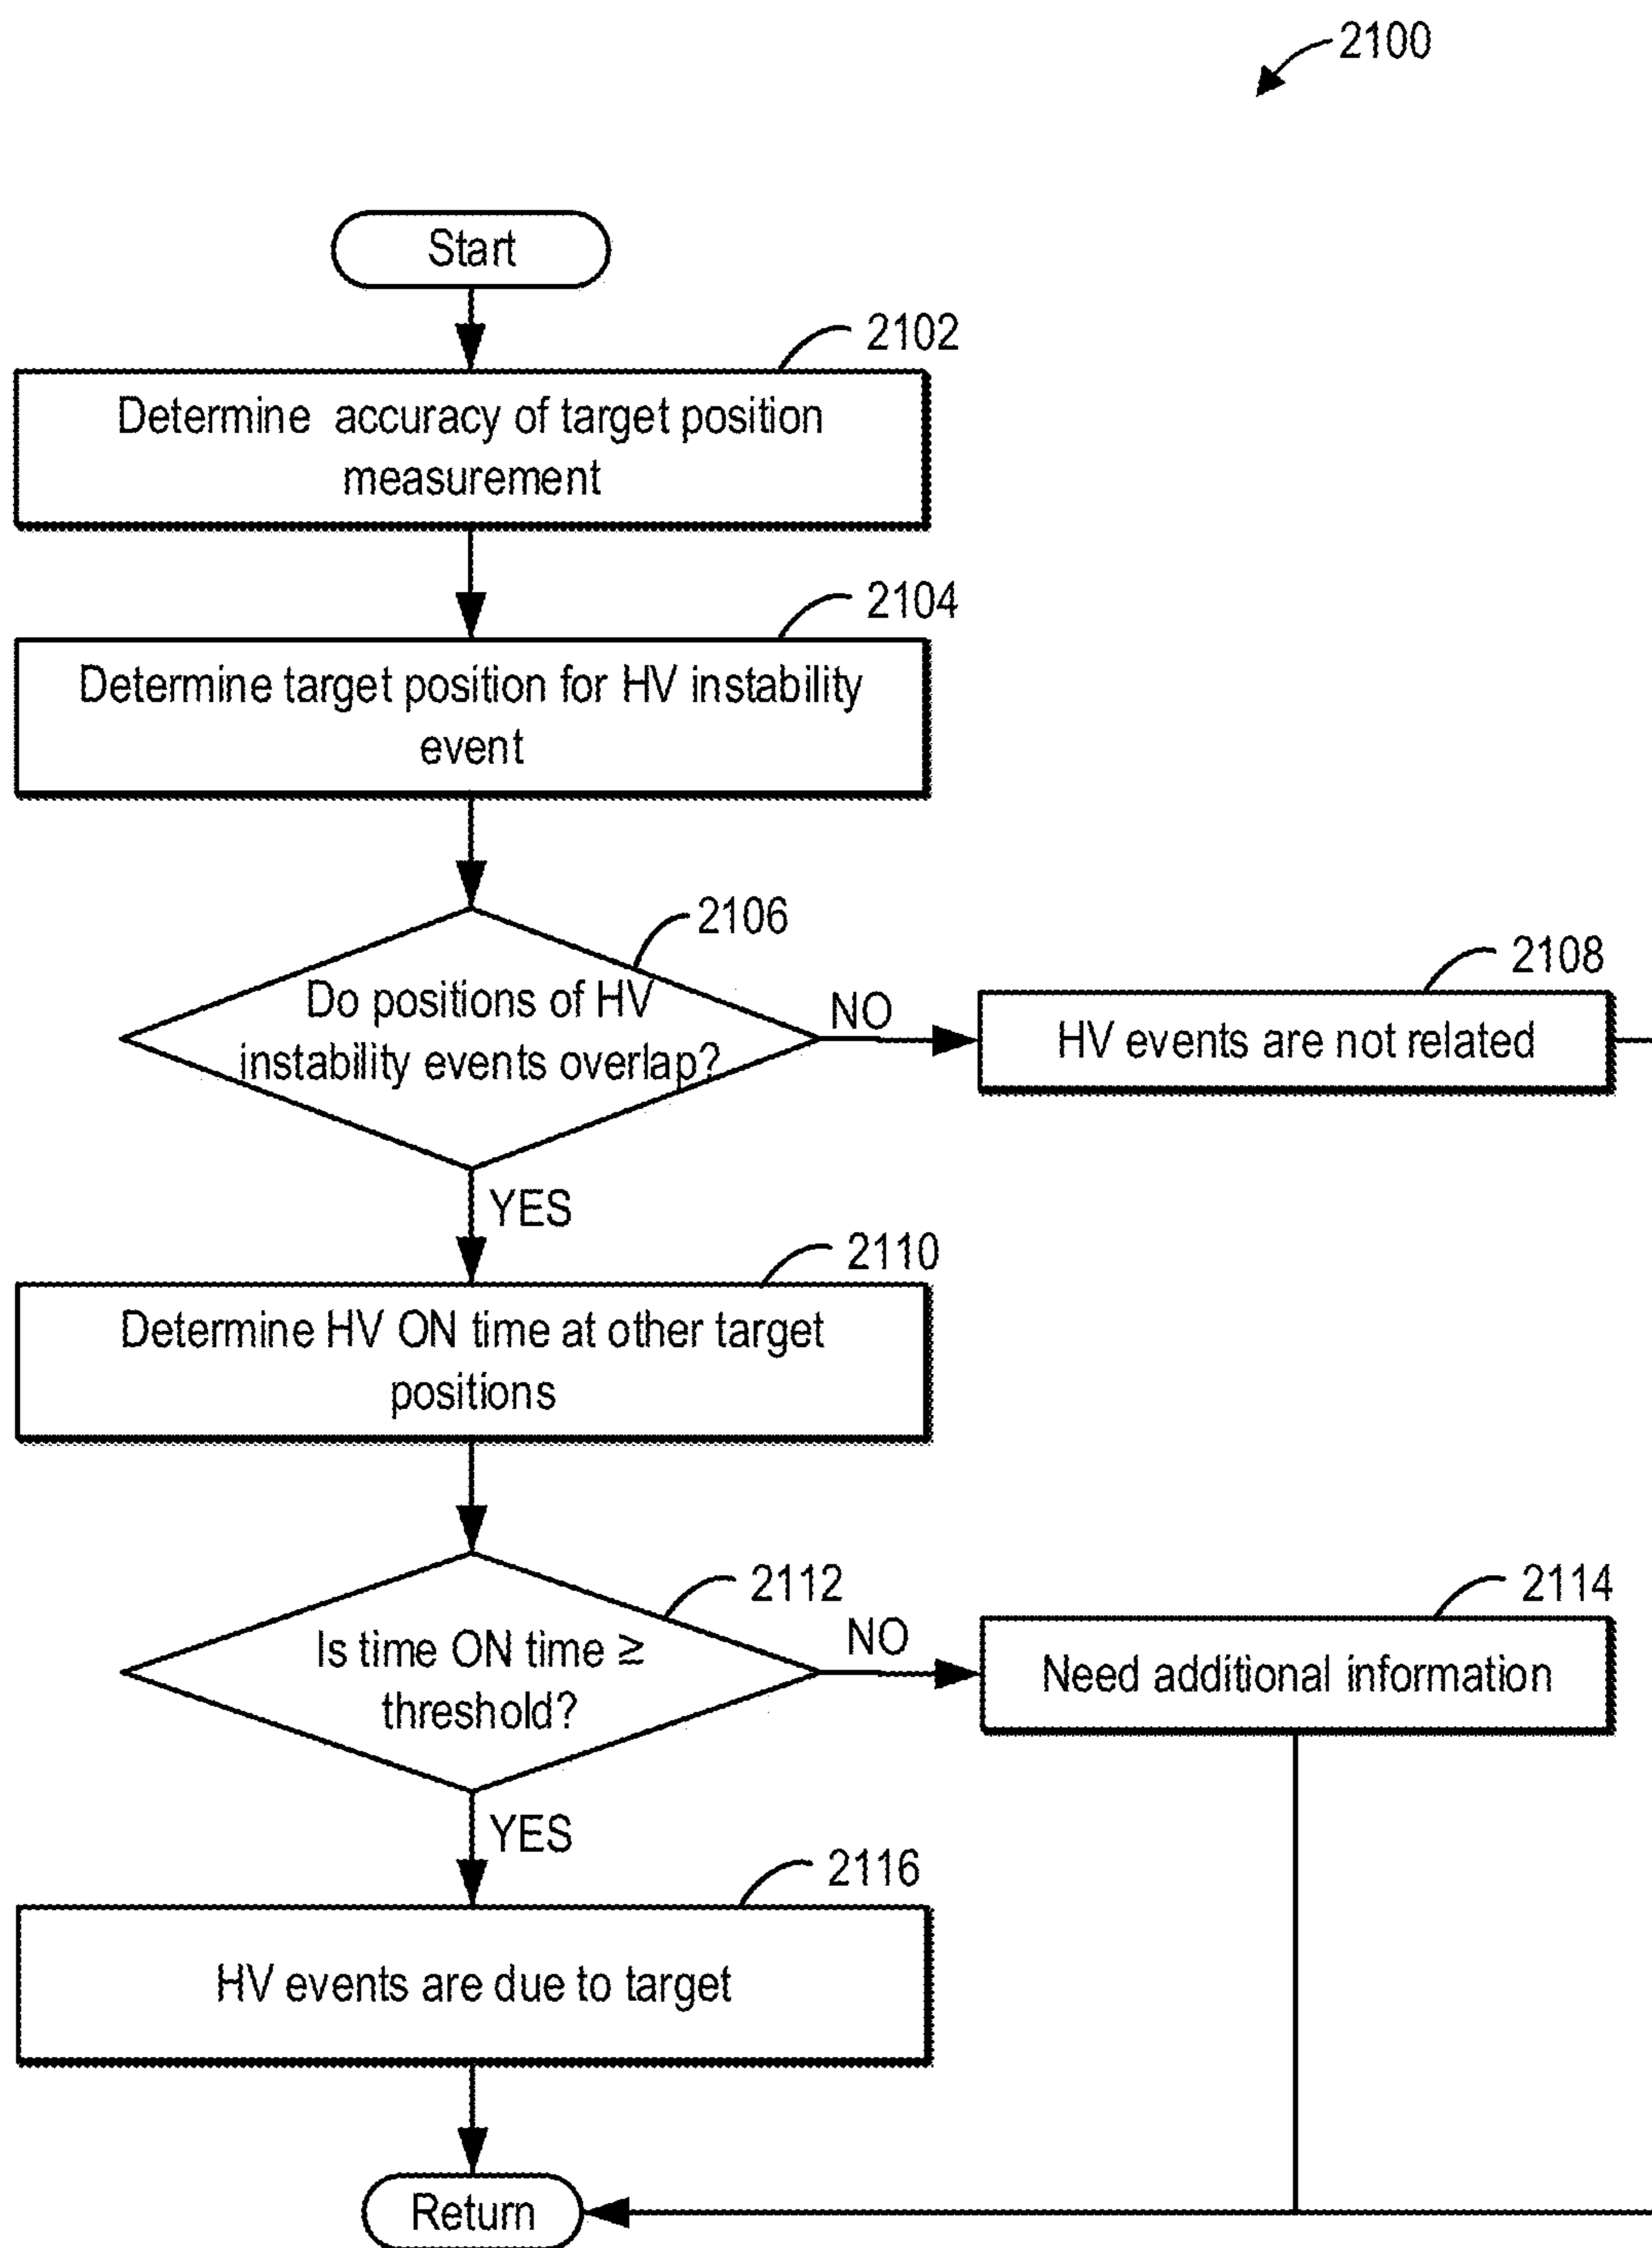 2100
Start
2102
Determine accuracy of target position
measurement
2104
Determine target position for HV instability
event
2106
Do positions of HV
instability events overlap?
NO
2108
HV events are not related
YES
2110
Determine HV ON time at other target
positions
2112
Is time ON time ≥
threshold?
NO
2114
Need additional information
YES
2116
HV events are due to target
Return